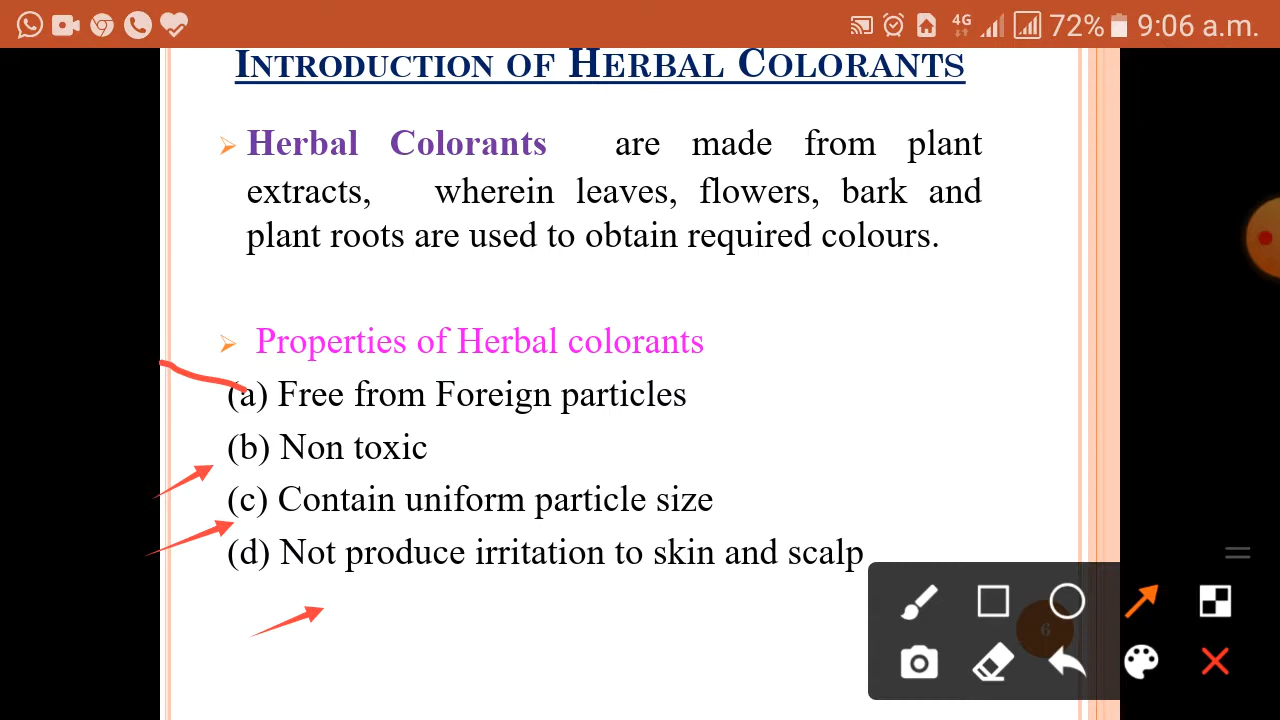 4G 72% 9:06 a.m.
INTRODUCTION OF HERBAL COLORANTS
➢ Herbal Colorants are made from plant
extracts, wherein leaves, flowers, bark and
plant roots are used to obtain required colours.
➢ Properties of Herbal colorants
(a) Free from Foreign particles
(b) Non toxic
(c) Contain uniform particle size
(d) Not produce irritation to skin and scalp
6